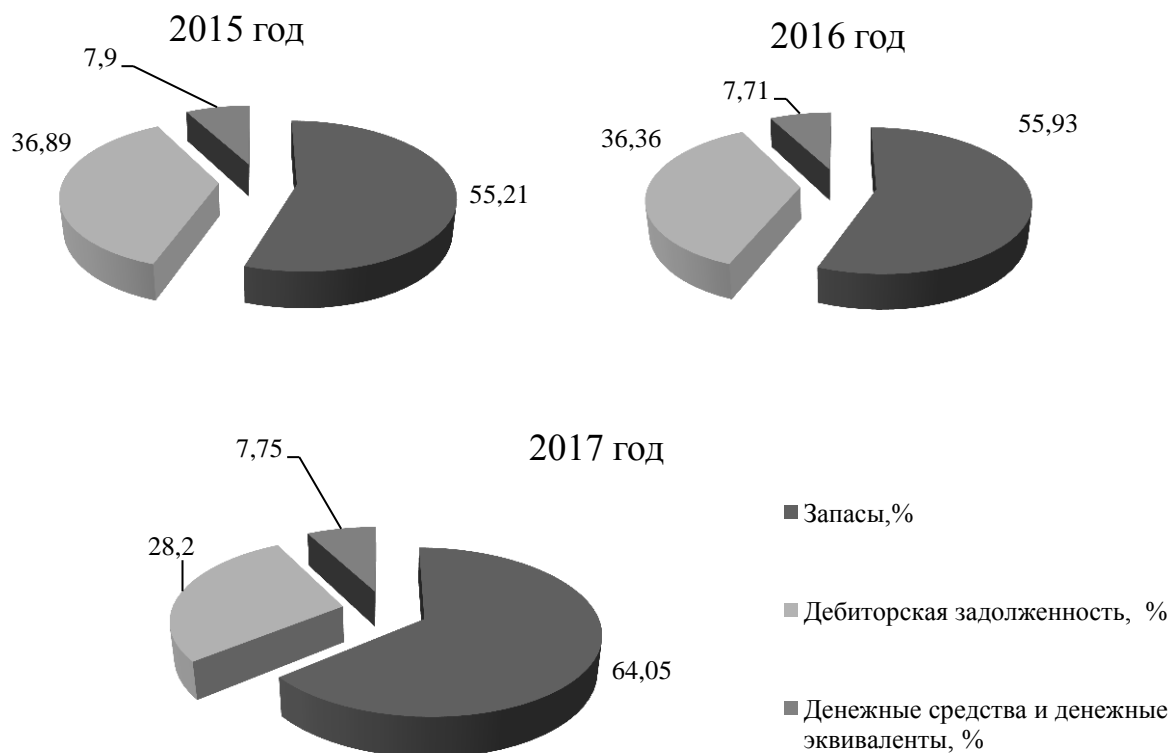 2015 год
7,9
36,89
55,21
2016 год
7,71
36,36
55,93
2017 год
7,75
28,2
64,05
Запасы,%
Дебиторская задолженность, %
Денежные средства и денежные
эквиваленты, %